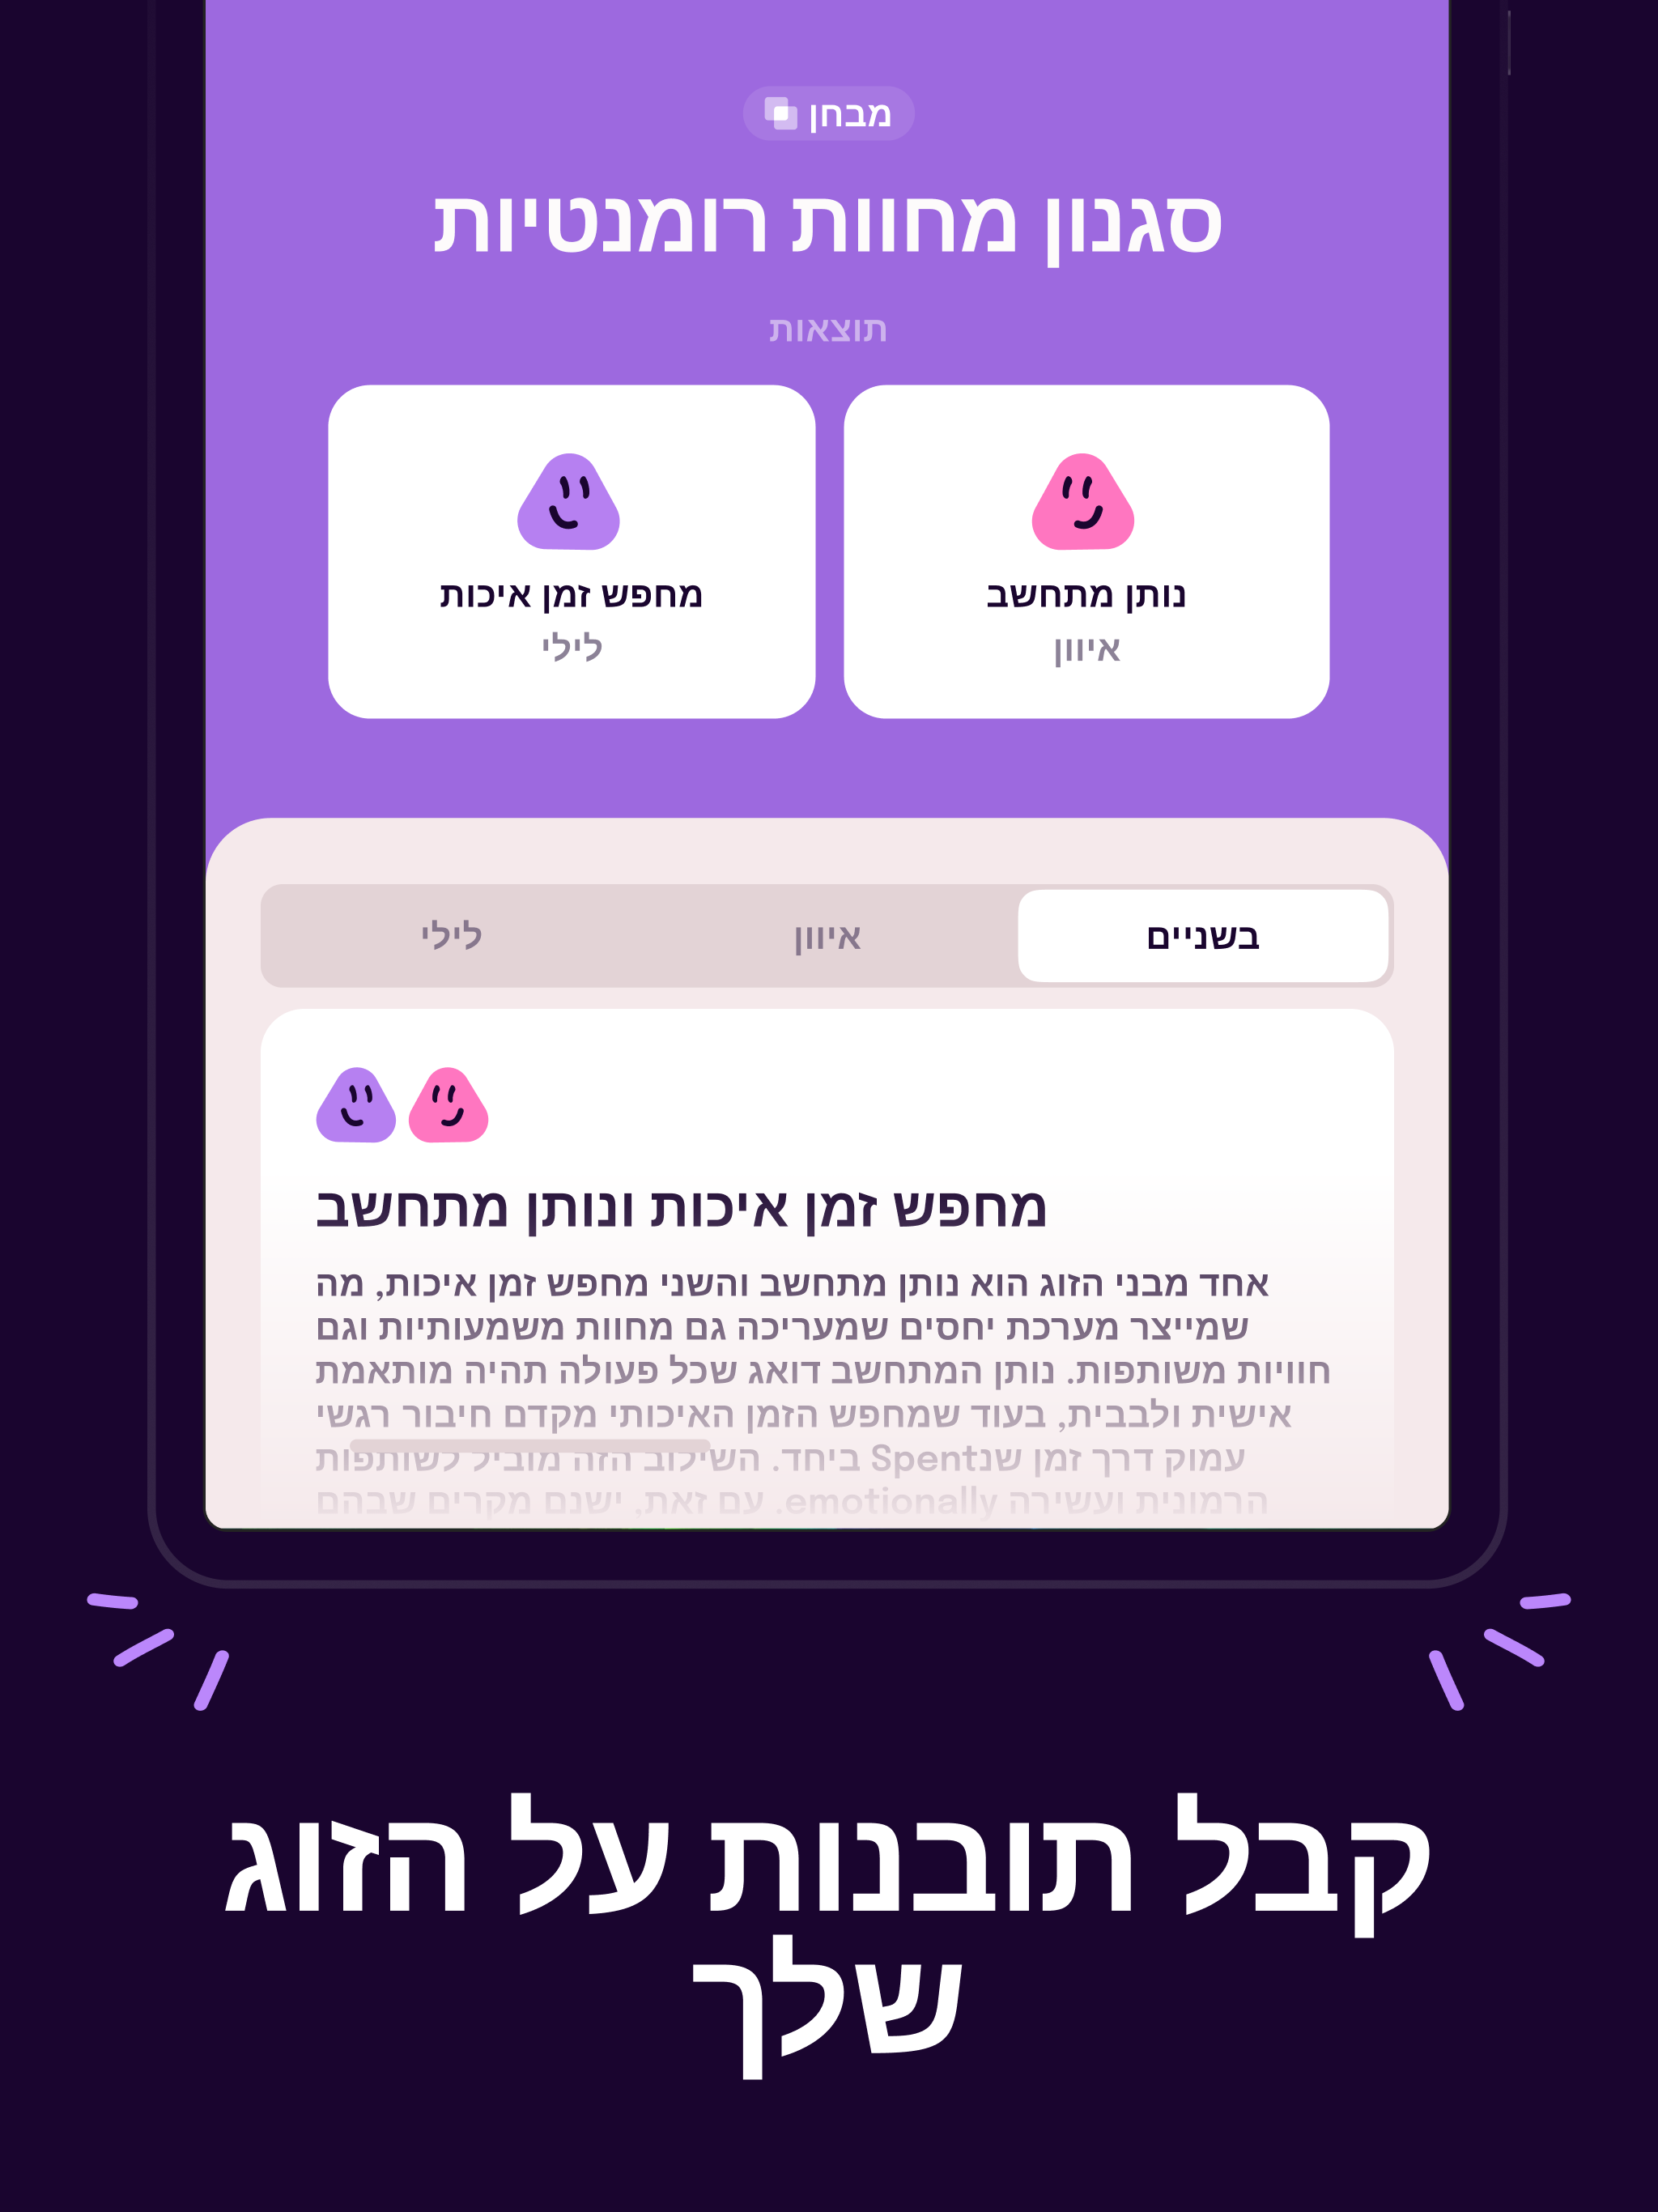 מבחן
סגנון מחוות רומנטיות
תוצאות
נותן מתחשב
איוון
מחפש זמן איכות
לילי
בשניים
איוון
לילי
מחפש זמן איכות ונותן מתחשב
אחד מבני הזוג הוא נותן מתחשב והשני מחפש זמן איכות, מה
שמייצר מערכת יחסים שמעריכה גם מחוות משמעותיות וגם
חוויות משותפות. נותן המתחשב דואג שכל פעולה תהיה מותאמת
אישית ולבבית, בעוד שמחפש הזמן האיכותי מקדם חיבור רגשי
עמוק דרך זמן שנSpent ביחד. השילוב הזה מוביל לשותפות
הרמונית ועשירה emotionally. עם זאת, ישנם מקרים שבהם
קבל תובנות על הזוג
שלך